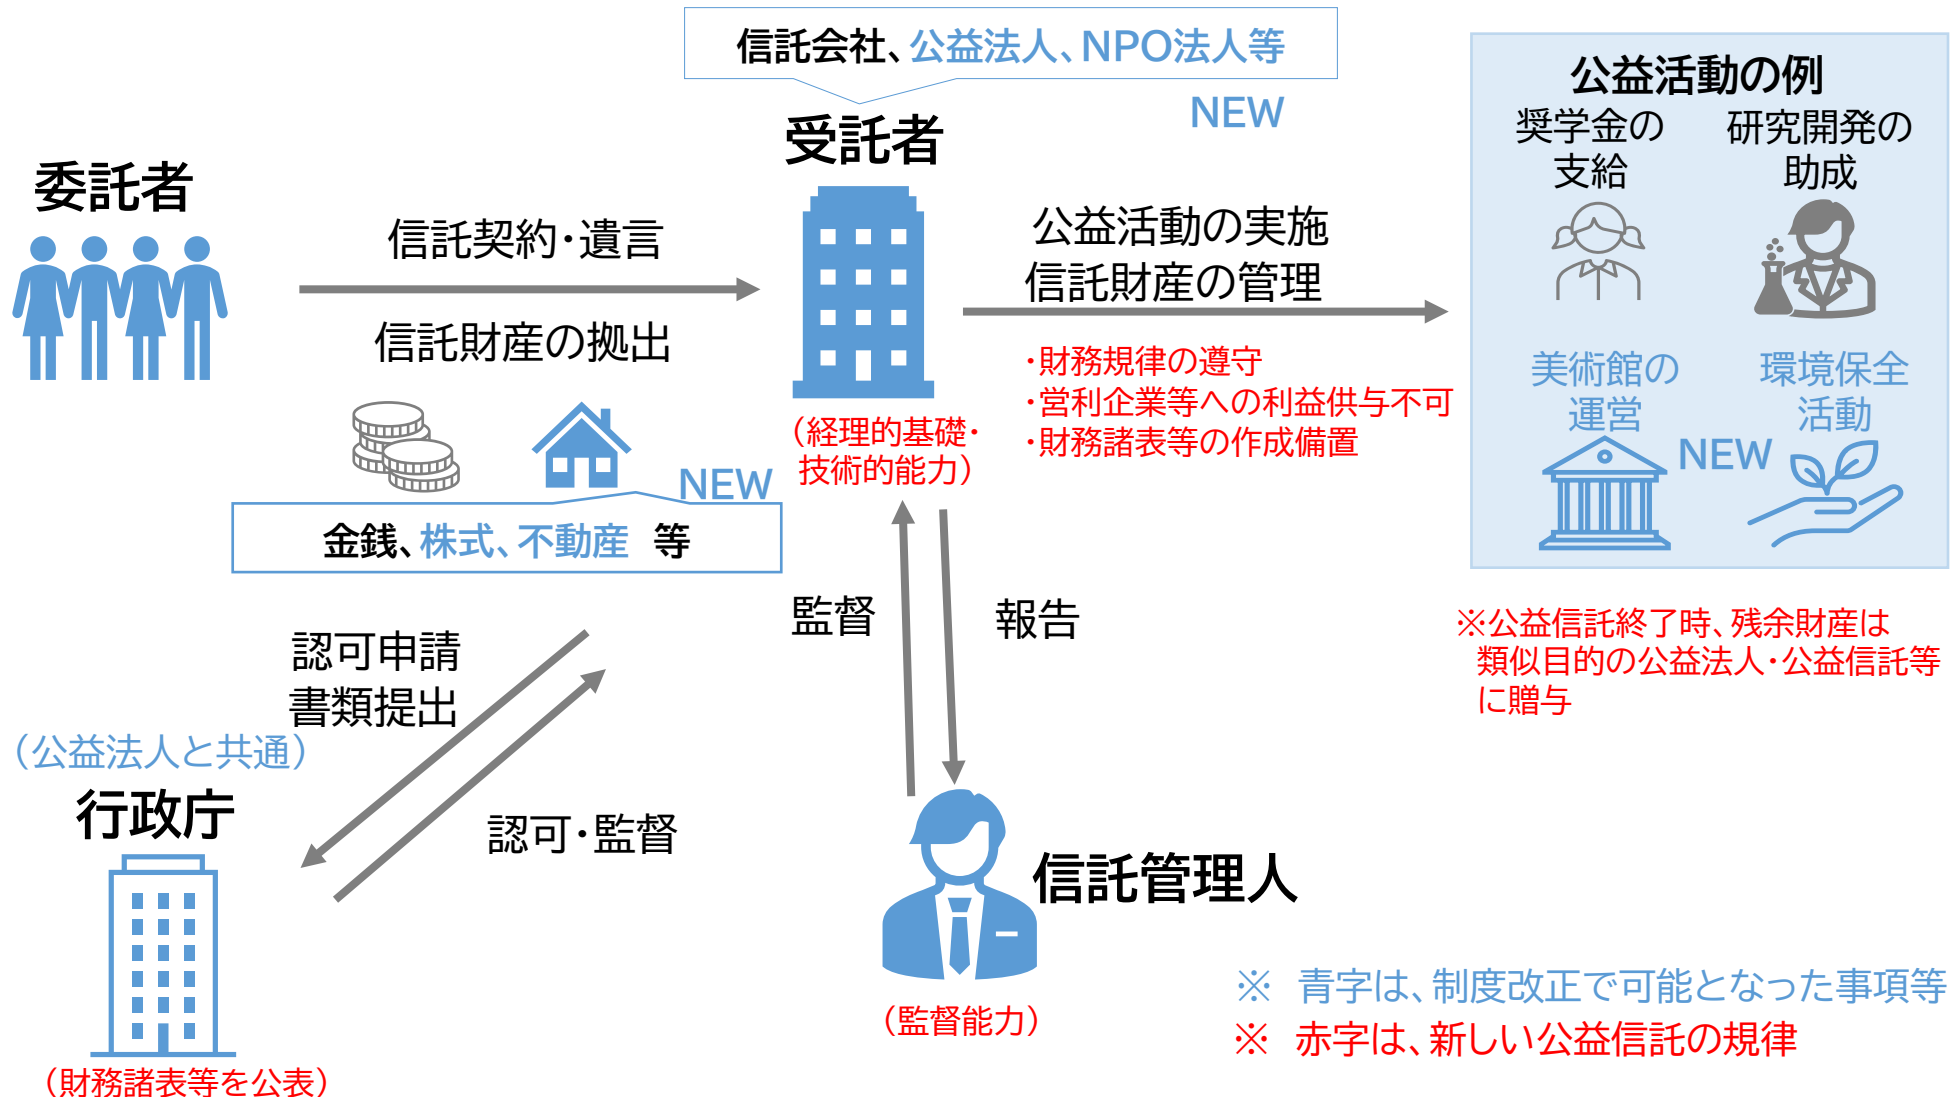 信託会社、公益法人、NPO法人等
NEW
受託者
委託者
信託契約・遺言
信託財産の拠出
金銭、株式、不動産　等
NEW
（経理的基礎・
技術的能力）
公益活動の実施
信託財産の管理
・財務規律の遵守
・営利企業等への利益供与不可
・財務諸表等の作成備置
公益活動の例
奨学金の
支給
研究開発の
助成
美術館の
運営
環境保全
活動
NEW
※公益信託終了時、残余財産は
類似目的の公益法人・公益信託等
に贈与
監督
報告
認可申請
書類提出
認可・監督
（公益法人と共通）
行政庁
（財務諸表等を公表）
信託管理人
（監督能力）
※　青字は、制度改正で可能となった事項等
※　赤字は、新しい公益信託の規律